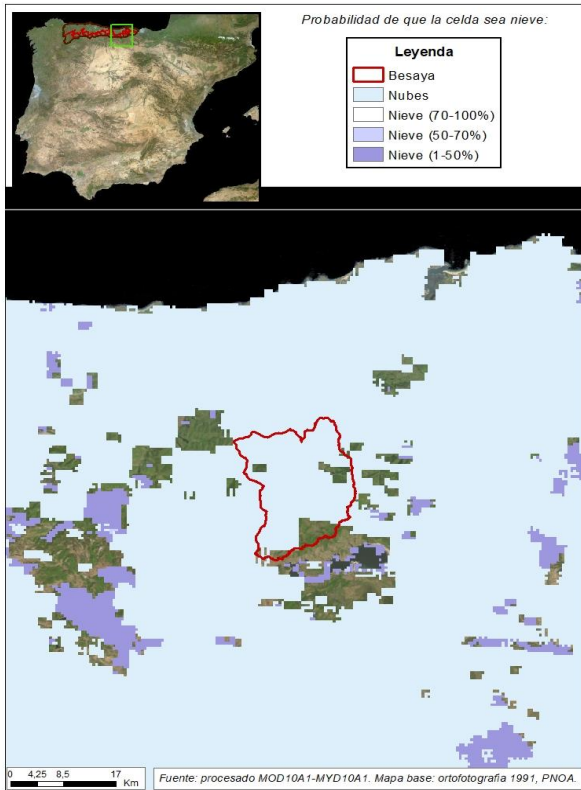 Probabilidad de que la celda sea nieve:
Leyenda
Besaya
Nubes
Nieve (70-100%)
Nieve (50-70%)
Nieve (1-50%)
0 4,25 8,5 17
Km
Fuente: procesado MOD10A1-MYD10A1. Mapa base: ortofotografia 1991, PNOA.